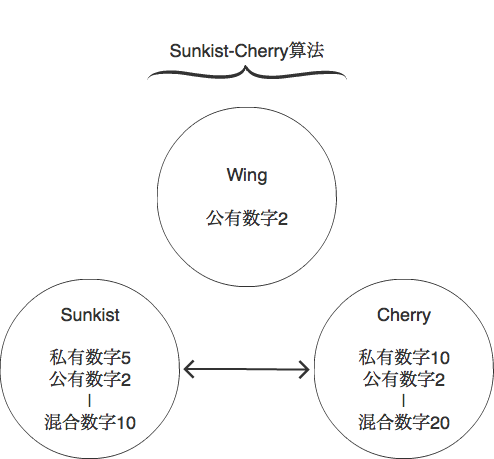 Sunkist-Cherry算法
Wing
公有数字2
Sunkist
私有数字5
公有数字2
混合数字10
Cherry
私有数字10
公有数字2
混合数字20